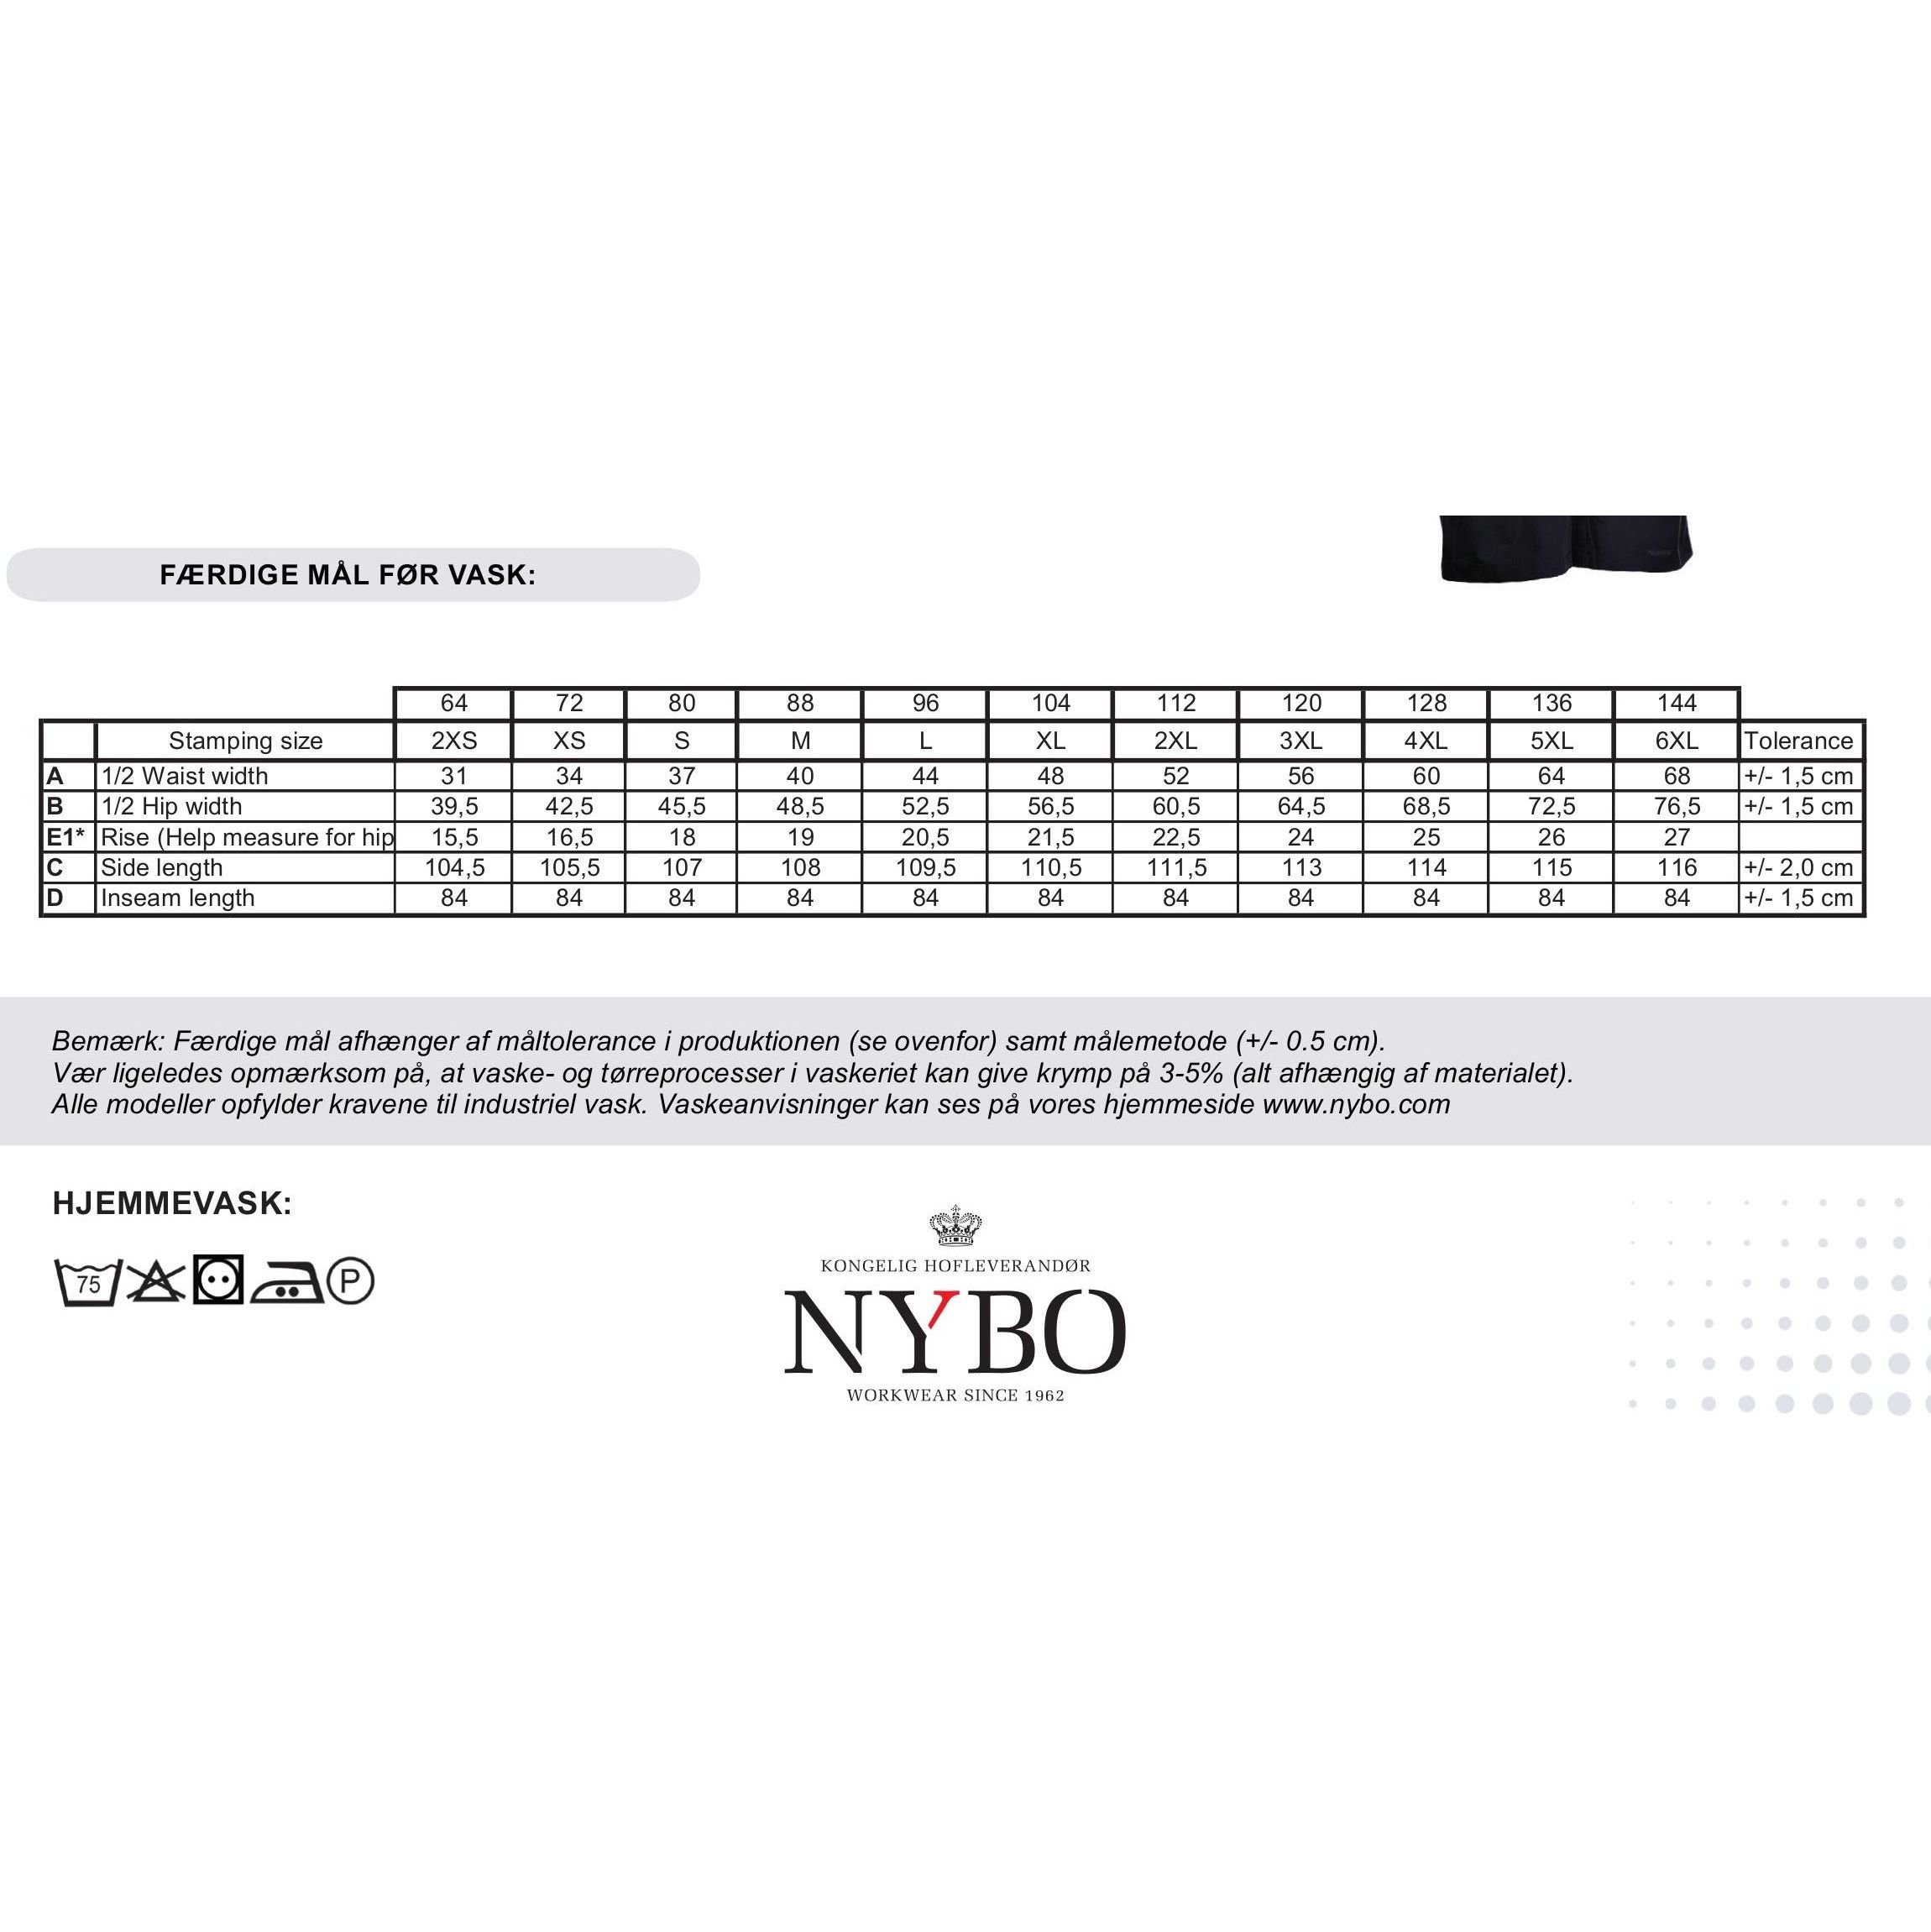 FÆRDIGE MÅL FØR VASK:
64 72 80 88 96 104 112 120 128 136 144
Stamping size 2XS XS S M L XL 2XL 3XL 4XL 5XL 6XL Tolerance
A 1/2 Waist width 31 34 37 40 44 48 52 56 60 64 68 +/- 1,5 cm
B 1/2 Hip width 39,5 42,5 45,5 48,5 52,5 56,5 60,5 64,5 68,5 72,5 76,5 +/- 1,5 cm
E1* Rise (Help measure for hip 15,5 16,5 18 19 20,5 21,5 22,5 24 25 26 27
C Side length 104,5 105,5 107 108 109,5 110,5 111,5 113 114 115 116 +/- 2,0 cm
D Inseam length 84 84 84 84 84 84 84 84 84 84 84 +/- 1,5 cm
Bemærk: Færdige mål afhænger af måltolerance i produktionen (se ovenfor) samt målemetode (+/- 0.5 cm).
Vær ligeledes opmærksom på, at vaske- og tørreprocesser i vaskeriet kan give krymp på 3-5% (alt afhængig af materialet).
Alle modeller opfylder kravene til industriel vask. Vaskeanvisninger kan ses på vores hjemmeside www.nybo.com
HJEMMEVASK:
75 P
KONGELIG HOFLEVERANDØR
NYBO
WORKWEAR SINCE 1962